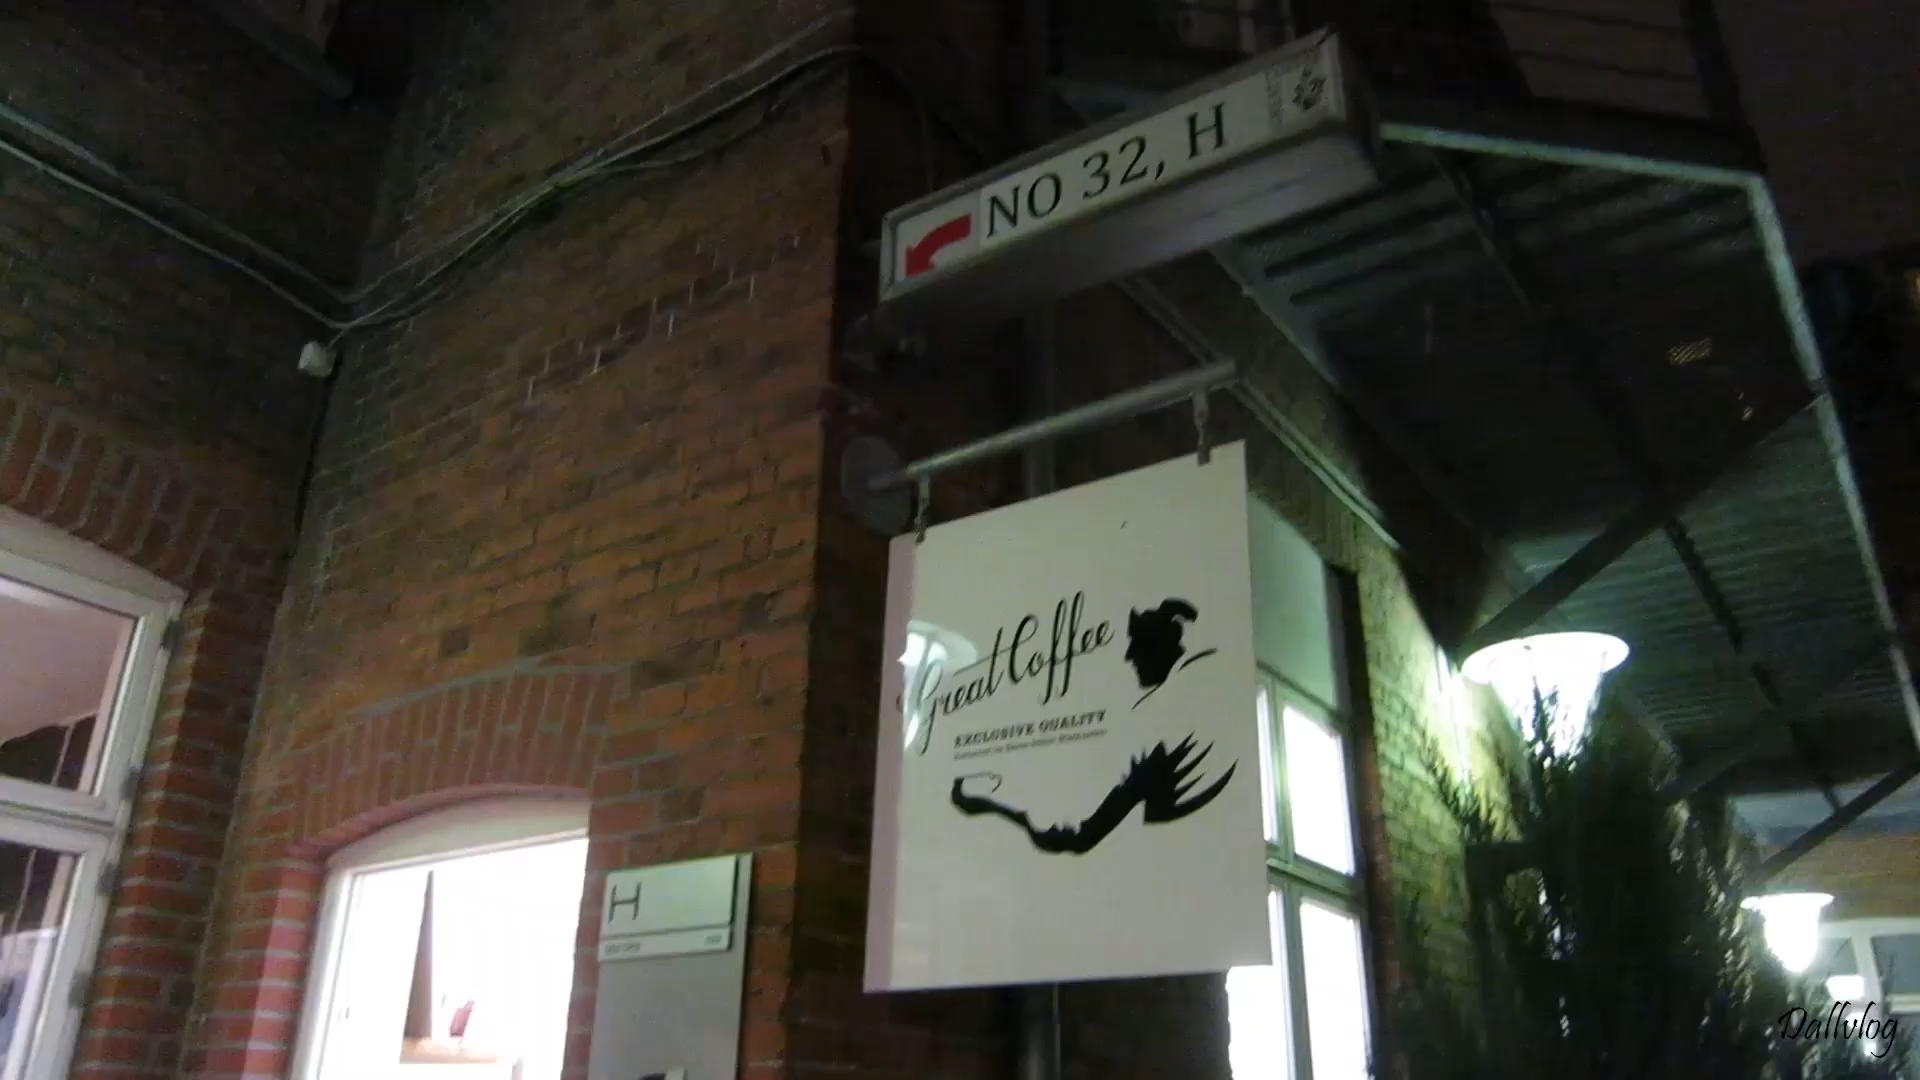 NO 32, H
Great Coffee
EXCLUSIVE QUALITY
H
Dallvlog